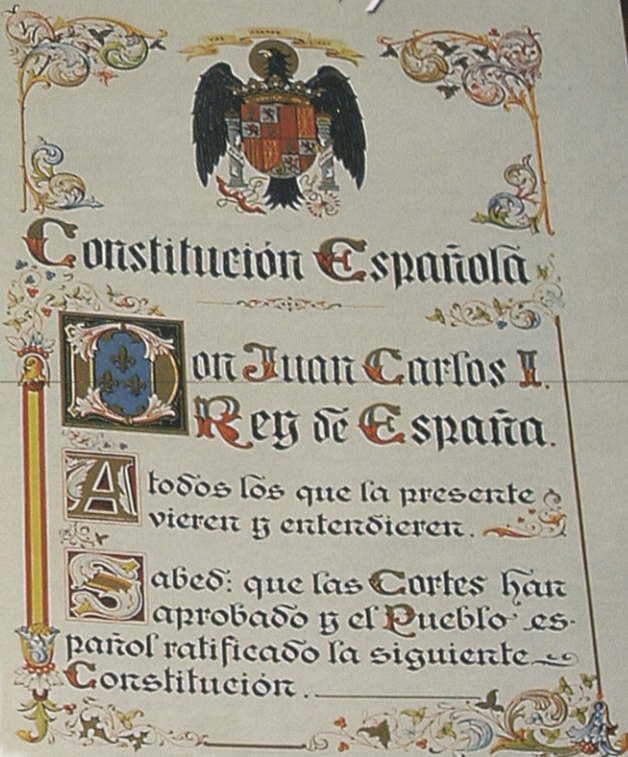 Constitución Española
Don Juan Carlos I.
Rey de España.
A todos los que la presente
vieren y entendieren.
Sabed: que las Cortes han
aprobado y el Pueblo es-
pañol ratificado la siguiente
Constitución.